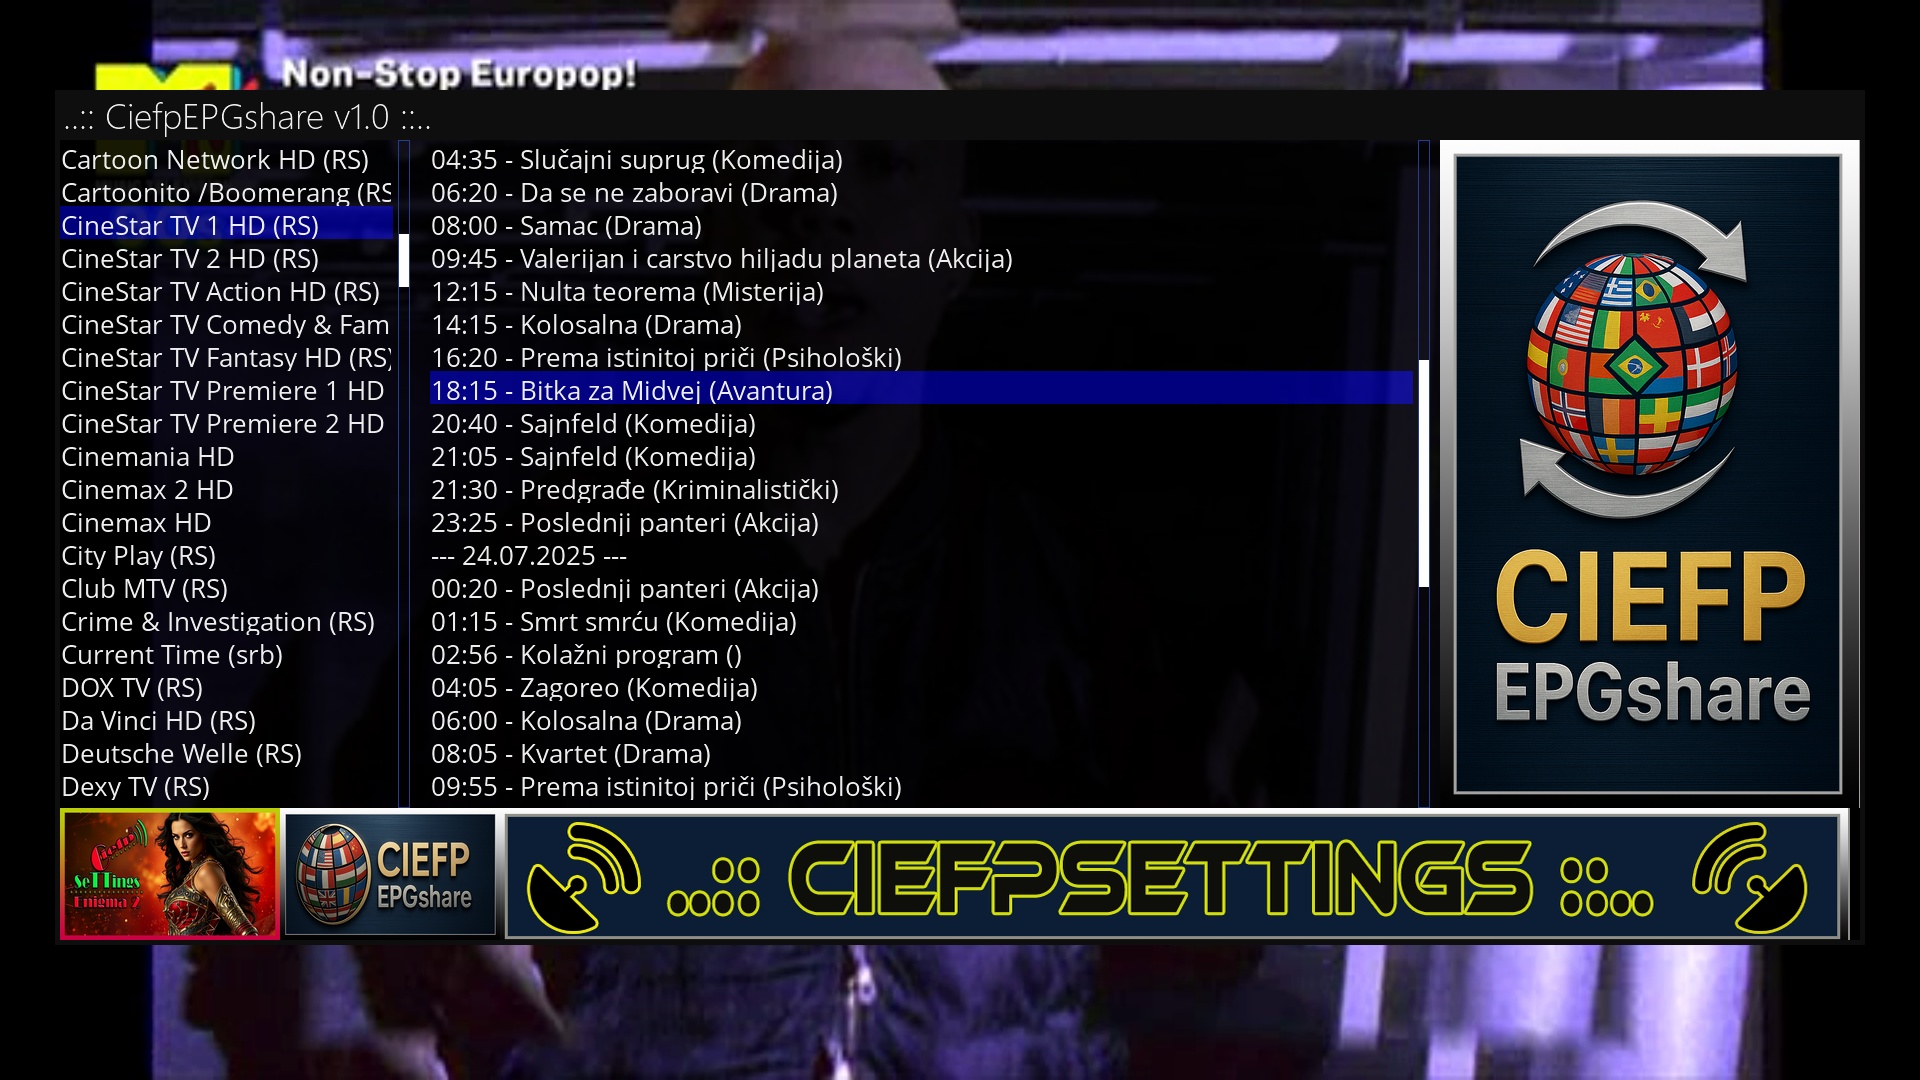 Non-Stop Europop!
..:: CiefpEPGshare v1.0 ::..
Cartoon Network HD (RS)
Cartoonito /Boomerang (RS
CineStar TV 1 HD (RS)
CineStar TV 2 HD (RS)
CineStar TV Action HD (RS)
CineStar TV Comedy & Fam
CineStar TV Fantasy HD (RS)
CineStar TV Premiere 1 HD
CineStar TV Premiere 2 HD
Cinemania HD
Cinemax 2 HD
Cinemax HD
City Play (RS)
Club MTV (RS)
Crime & Investigation (RS)
Current Time (srb)
DOX TV (RS)
Da Vinci HD (RS)
Deutsche Welle (RS)
Dexy TV (RS)
04:35 - Slučajni suprug (Komedija)
06:20 - Da se ne zaboravi (Drama)
08:00 - Samac (Drama)
09:45 - Valerijan i carstvo hiljadu planeta (Akcija)
12:15 - Nulta teorema (Misterija)
14:15 - Kolosalna (Drama)
16:20 - Prema istinitoj priči (Psihološki)
18:15 - Bitka za Midvej (Avantura)
20:40 - Sajnfeld (Komedija)
21:05 - Sajnfeld (Komedija)
21:30 - Predgrađe (Kriminalistički)
23:25 - Poslednji panteri (Akcija)
--- 24.07.2025 ---
00:20 - Poslednji panteri (Akcija)
01:15 - Smrt smrću (Komedija)
02:56 - Kolažni program ()
04:05 - Zagoreo (Komedija)
06:00 - Kolosalna (Drama)
08:05 - Kvartet (Drama)
09:55 - Prema istinitoj priči (Psihološki)
CIEFP
EPGshare
Ciefp
SeTTings
Enigma 2
CIEFP
EPGshare
..:: CIEFPSETTINGS ::..